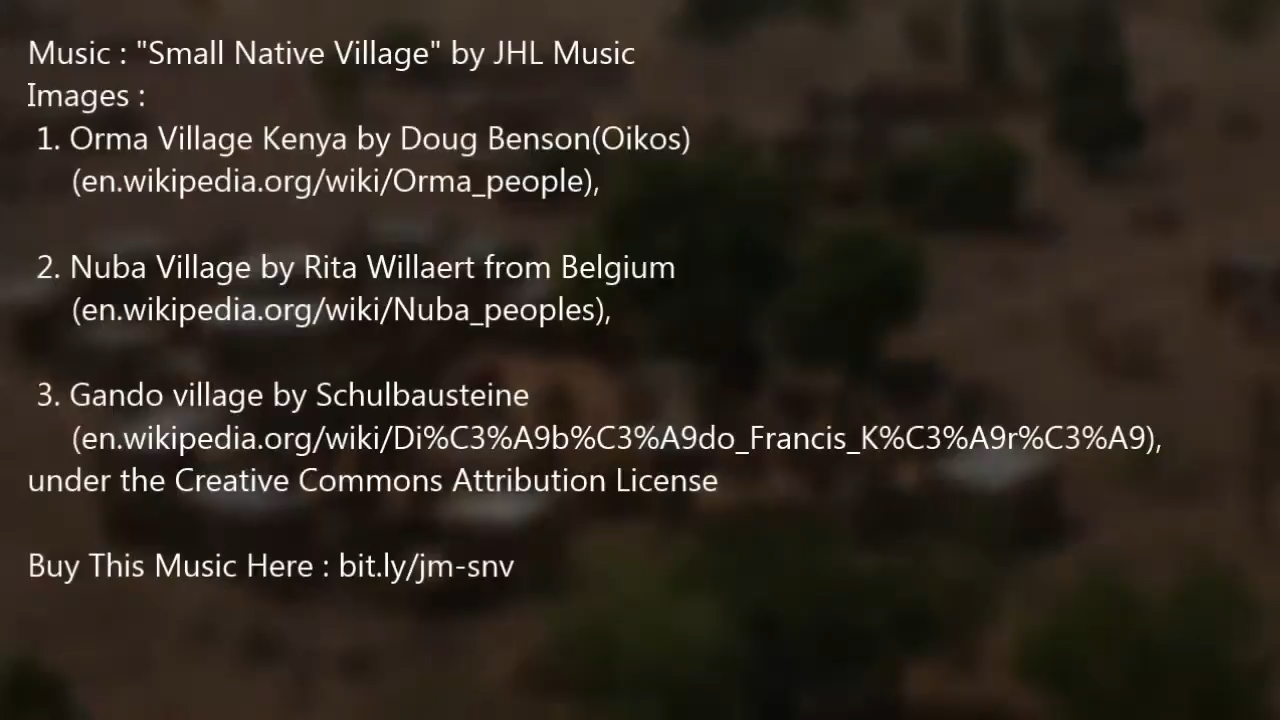 Music : "Small Native Village" by JHL Music
Images :
1. Orma Village Kenya by Doug Benson(Oikos)
(en.wikipedia.org/wiki/Orma_people),
2. Nuba Village by Rita Willaert from Belgium
(en.wikipedia.org/wiki/Nuba_peoples),
3. Gando village by Schulbausteine
(en.wikipedia.org/wiki/Di%C3%A9b%C3%A9do_Francis_K%C3%A9r%C3%A9),
under the Creative Commons Attribution License
Buy This Music Here : bit.ly/jm-snv